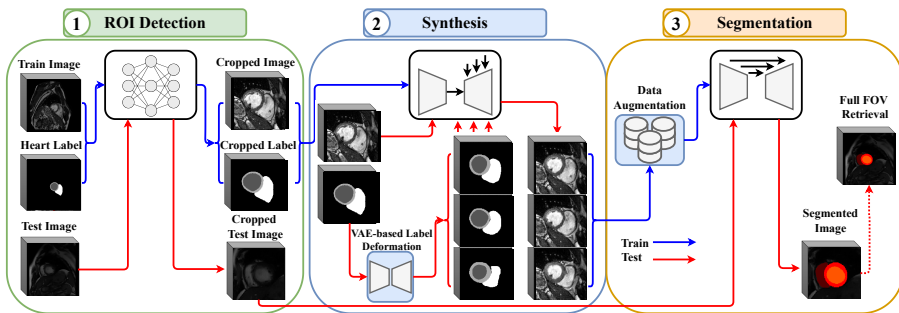 1 ROI Detection
2 Synthesis
3 Segmentation
Train Image
Heart Label
Test Image
Cropped Image
Cropped Label
Cropped
Test Image
VAE-based Label
Deformation
Data
Augmentation
Full FOV
Retrieval
Segmented
Image
Train
Test